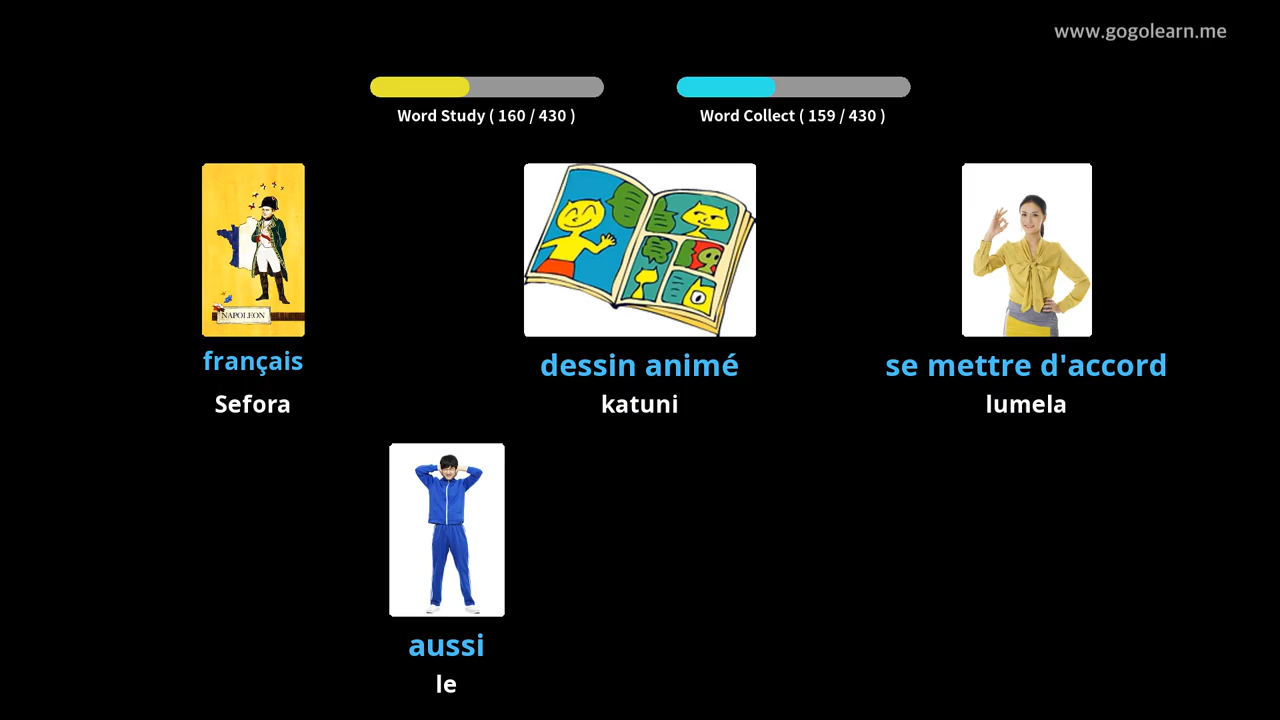 www.gogolearn.me
Word Study ( 160 / 430 )
Word Collect ( 159 / 430 )
NAPOLEON
français
dessin animé
se mettre d'accord
Sefora
katuni
lumela
aussi
le